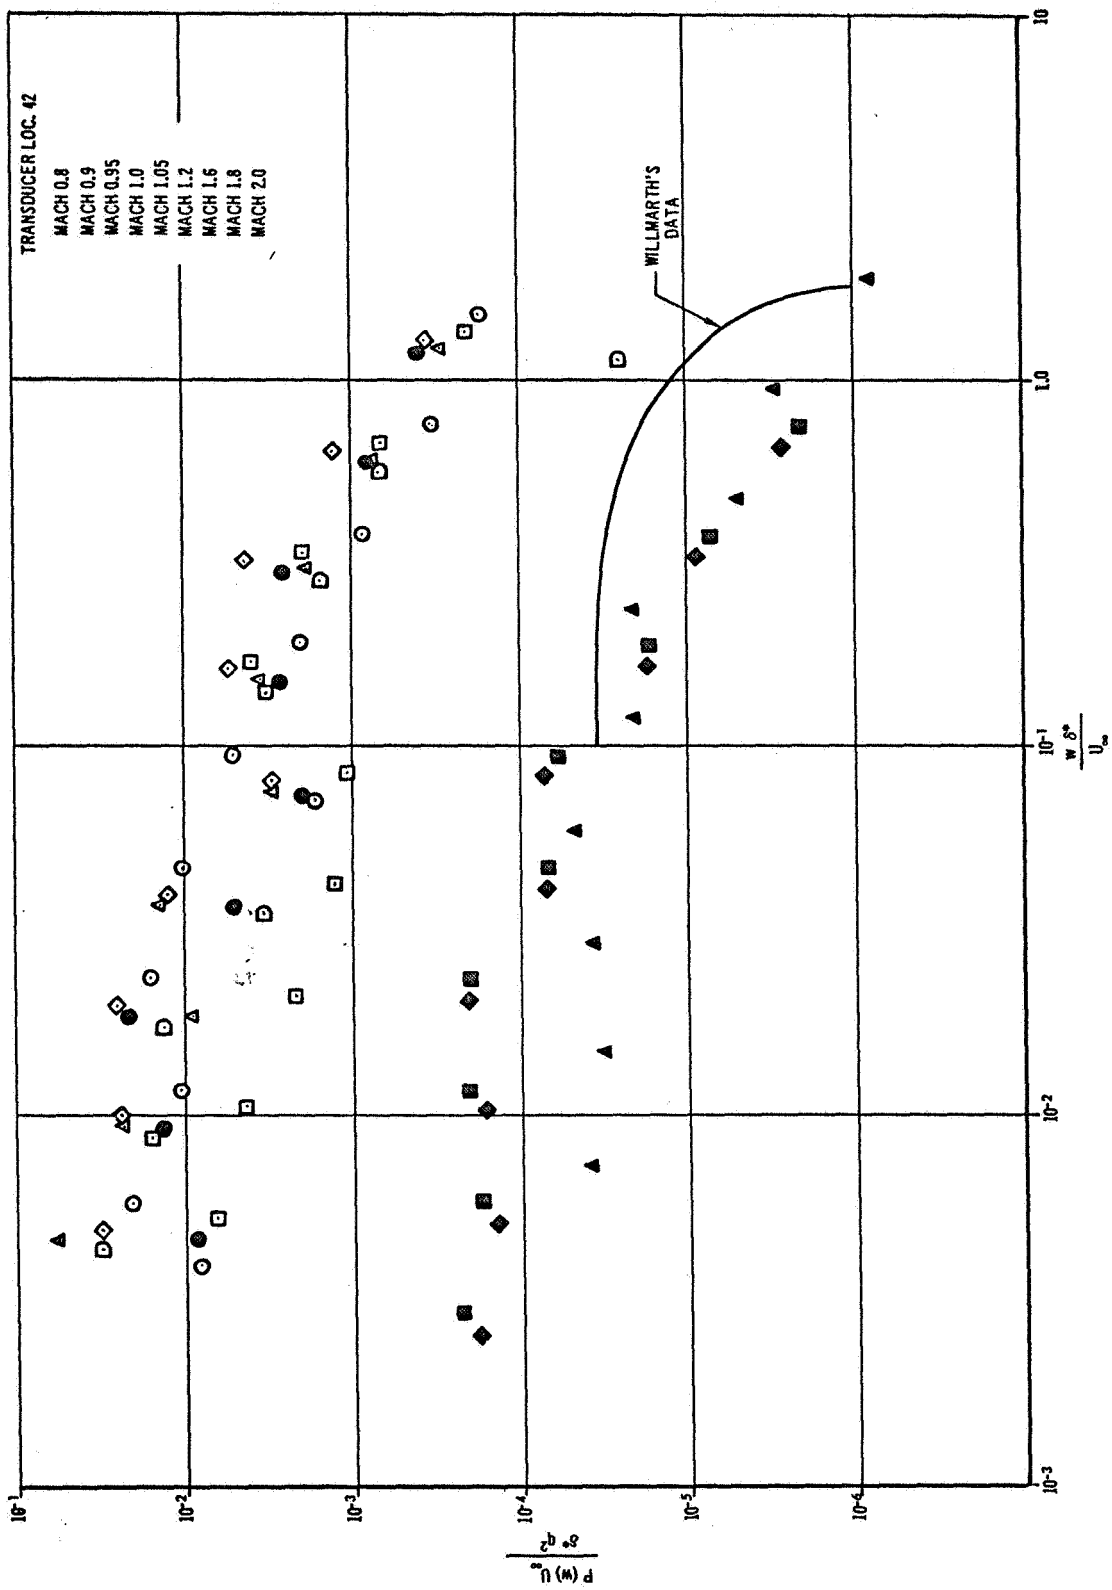 TRANSDUCER LOC. 42
MACH 0.8
MACH 0.9
MACH 0.95
MACH 1.0
MACH 1.05
MACH 1.2
MACH 1.6
MACH 1.8
MACH 2.0
WILLMARTH'S
DATA
10⁻¹
10⁻²
10⁻³
10⁻⁴
10⁻⁵
10⁻⁶
P (w) U∞
δ* q²
10⁻³
10⁻²
10⁻¹
1.0
10
w δ*
U∞